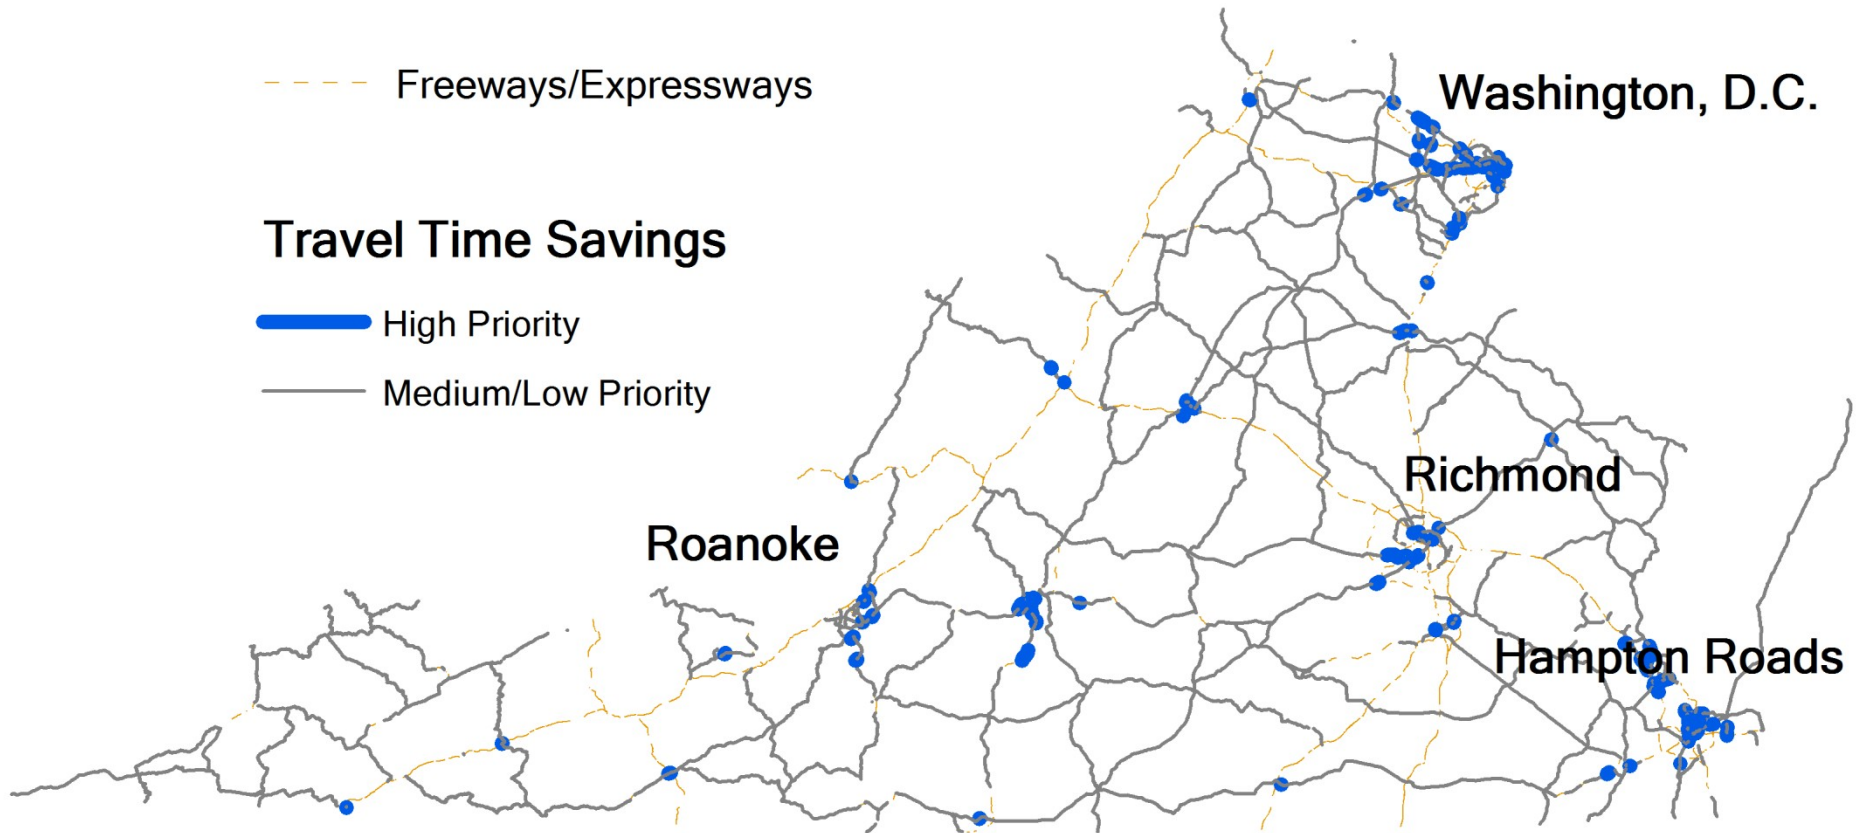 Freeways/Expressways
Washington, D.C.
Travel Time Savings
High Priority
Medium/Low Priority
Richmond
Roanoke
Hampton Roads